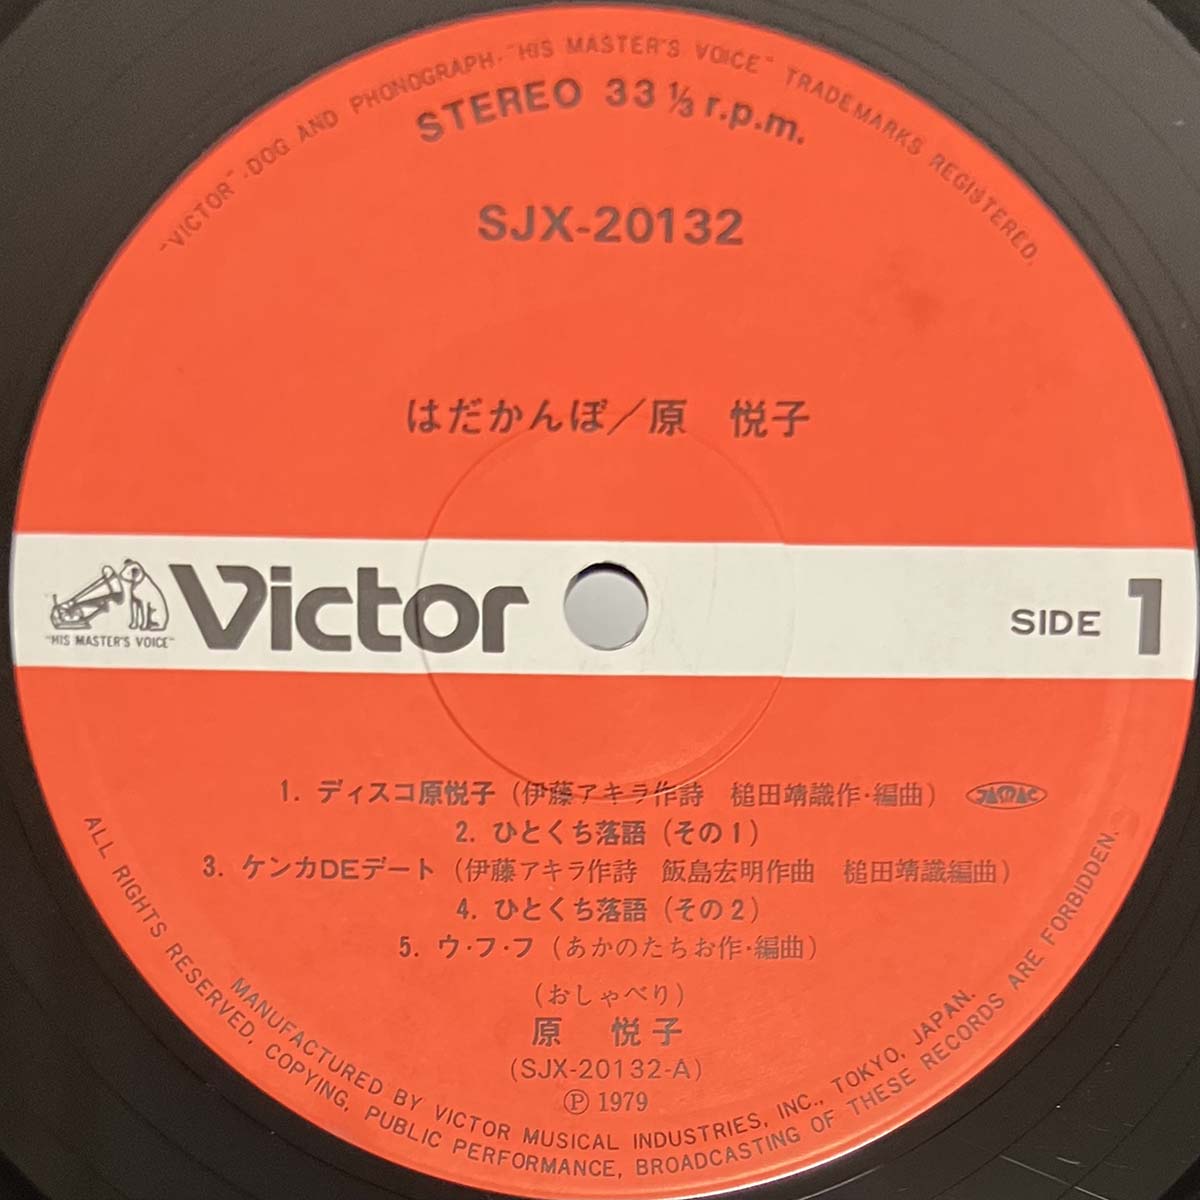 "VICTOR"-DOG AND PHONOGRAPH-"HIS MASTER'S VOICE" TRADEMARKS REGISTERED.
STEREO 33 1/3 r.p.m.
SJX-20132
はだかんぼ/原 悦子
Victor
"HIS MASTER'S VOICE"
SIDE 1
1. ディスコ原悦子 (伊藤アキラ作詩 槌田靖識作・編曲) JASRAC
2. ひとくち落語 (その1)
3. ケンカDEデート (伊藤アキラ作詩 飯島宏明作曲 槌田靖識編曲)
4. ひとくち落語 (その2)
5. ウ・フ・フ (あかのたちお作・編曲)
(おしゃべり)
原 悦子
(SJX-20132-A)
Ⓟ 1979
MANUFACTURED BY VICTOR MUSICAL INDUSTRIES, INC., TOKYO, JAPAN.
ALL RIGHTS RESERVED, COPYING, PUBLIC PERFORMANCE, BROADCASTING OF THESE RECORDS ARE FORBIDDEN.